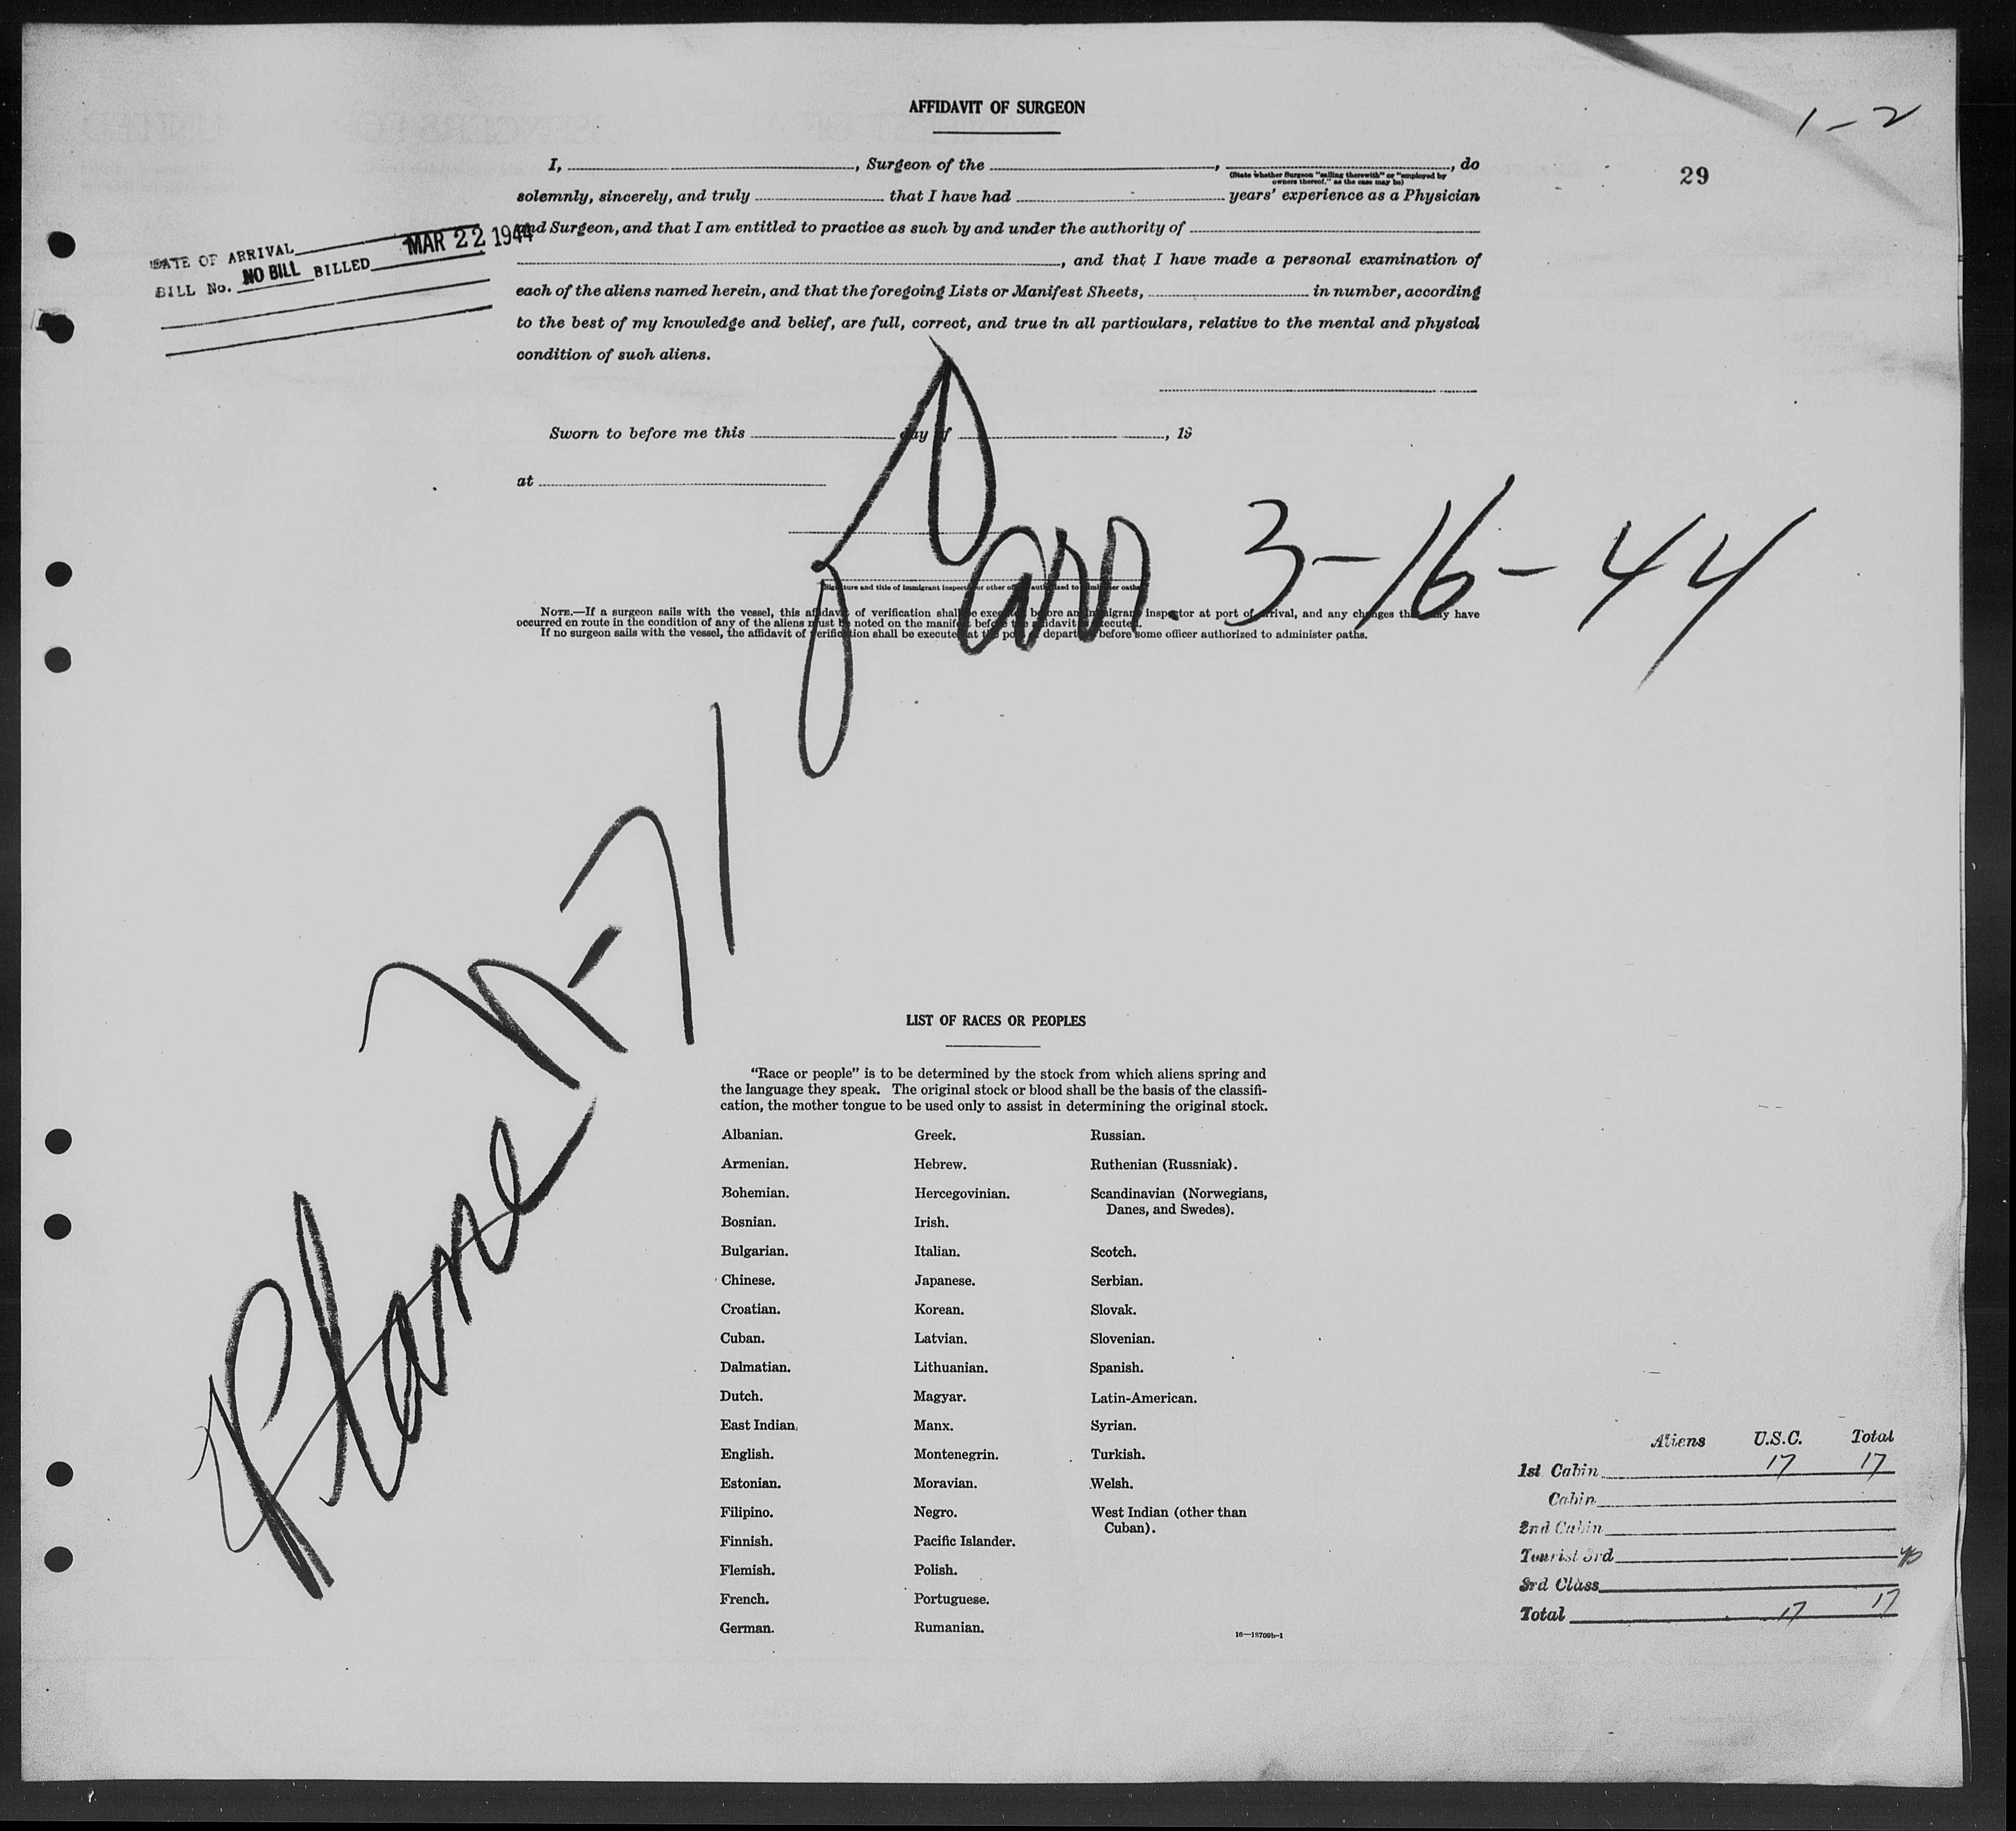 AFFIDAVIT OF SURGEON
1-2
29
I, , Surgeon of the , , do
(State whether Surgeon "sailing therewith" or "employed by
owners thereof," as the case may be)
solemnly, sincerely, and truly that I have had years' experience as a Physician
and Surgeon, and that I am entitled to practice as such by and under the authority of
, and that I have made a personal examination of
each of the aliens named herein, and that the foregoing Lists or Manifest Sheets, in number, according
to the best of my knowledge and belief, are full, correct, and true in all particulars, relative to the mental and physical
condition of such aliens.
DATE OF ARRIVAL MAR 22 1944
BILL No. NO BILL BILLED
Sworn to before me this day of , 19
at
3-16-44
(Signature and title of immigrant inspector or other officer authorized to administer oaths)
NOTE.—If a surgeon sails with the vessel, this affidavit of verification shall be executed before an immigrant inspector at port of arrival, and any changes that may have
occurred en route in the condition of any of the aliens must be noted on the manifest before the affidavit is executed.
If no surgeon sails with the vessel, the affidavit of verification shall be executed at the port of departure before some officer authorized to administer oaths.
Plane N-71
LIST OF RACES OR PEOPLES
"Race or people" is to be determined by the stock from which aliens spring and
the language they speak. The original stock or blood shall be the basis of the classifi-
cation, the mother tongue to be used only to assist in determining the original stock.
Albanian.
Armenian.
Bohemian.
Bosnian.
Bulgarian.
Chinese.
Croatian.
Cuban.
Dalmatian.
Dutch.
East Indian.
English.
Estonian.
Filipino.
Finnish.
Flemish.
French.
German.
Greek.
Hebrew.
Hercegovinian.
Irish.
Italian.
Japanese.
Korean.
Latvian.
Lithuanian.
Magyar.
Manx.
Montenegrin.
Moravian.
Negro.
Pacific Islander.
Polish.
Portuguese.
Rumanian.
Russian.
Ruthenian (Russniak).
Scandinavian (Norwegians,
Danes, and Swedes).
Scotch.
Serbian.
Slovak.
Slovenian.
Spanish.
Latin-American.
Syrian.
Turkish.
Welsh.
West Indian (other than
Cuban).
16—18709b-1
Aliens U.S.C. Total
1st Cabin 17 17
Cabin
2nd Cabin
Tourist 3rd
3rd Class
Total 17 17